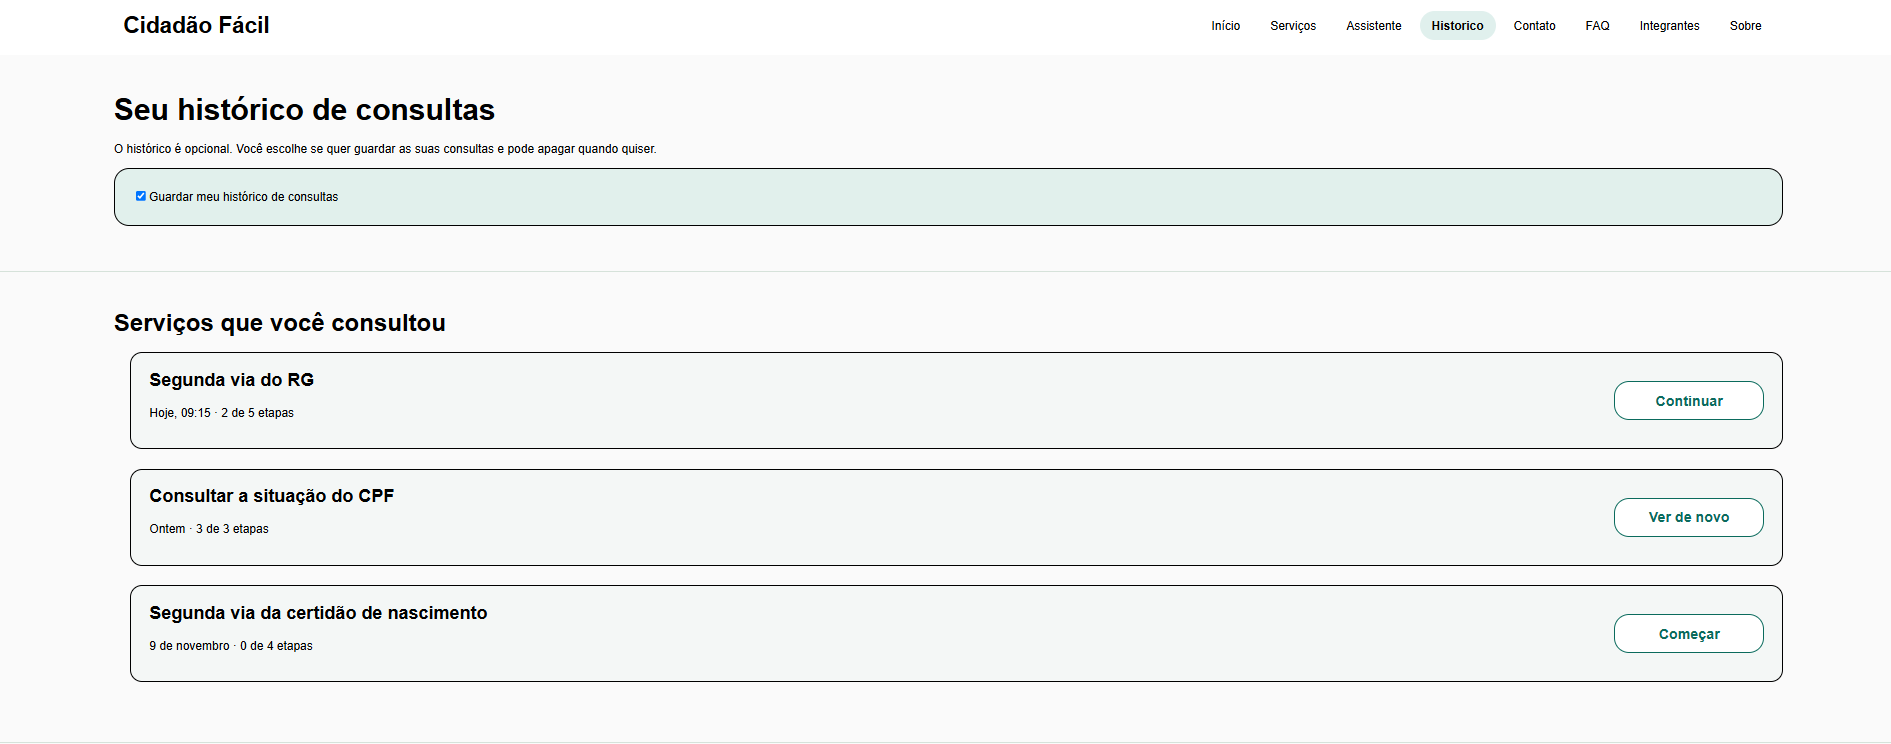 Cidadão Fácil
Início Serviços Assistente Historico Contato FAQ Integrantes Sobre
Seu histórico de consultas
O histórico é opcional. Você escolhe se quer guardar as suas consultas e pode apagar quando quiser.
Guardar meu histórico de consultas
Serviços que você consultou
Segunda via do RG
Hoje, 09:15 · 2 de 5 etapas
Continuar
Consultar a situação do CPF
Ontem · 3 de 3 etapas
Ver de novo
Segunda via da certidão de nascimento
9 de novembro · 0 de 4 etapas
Começar